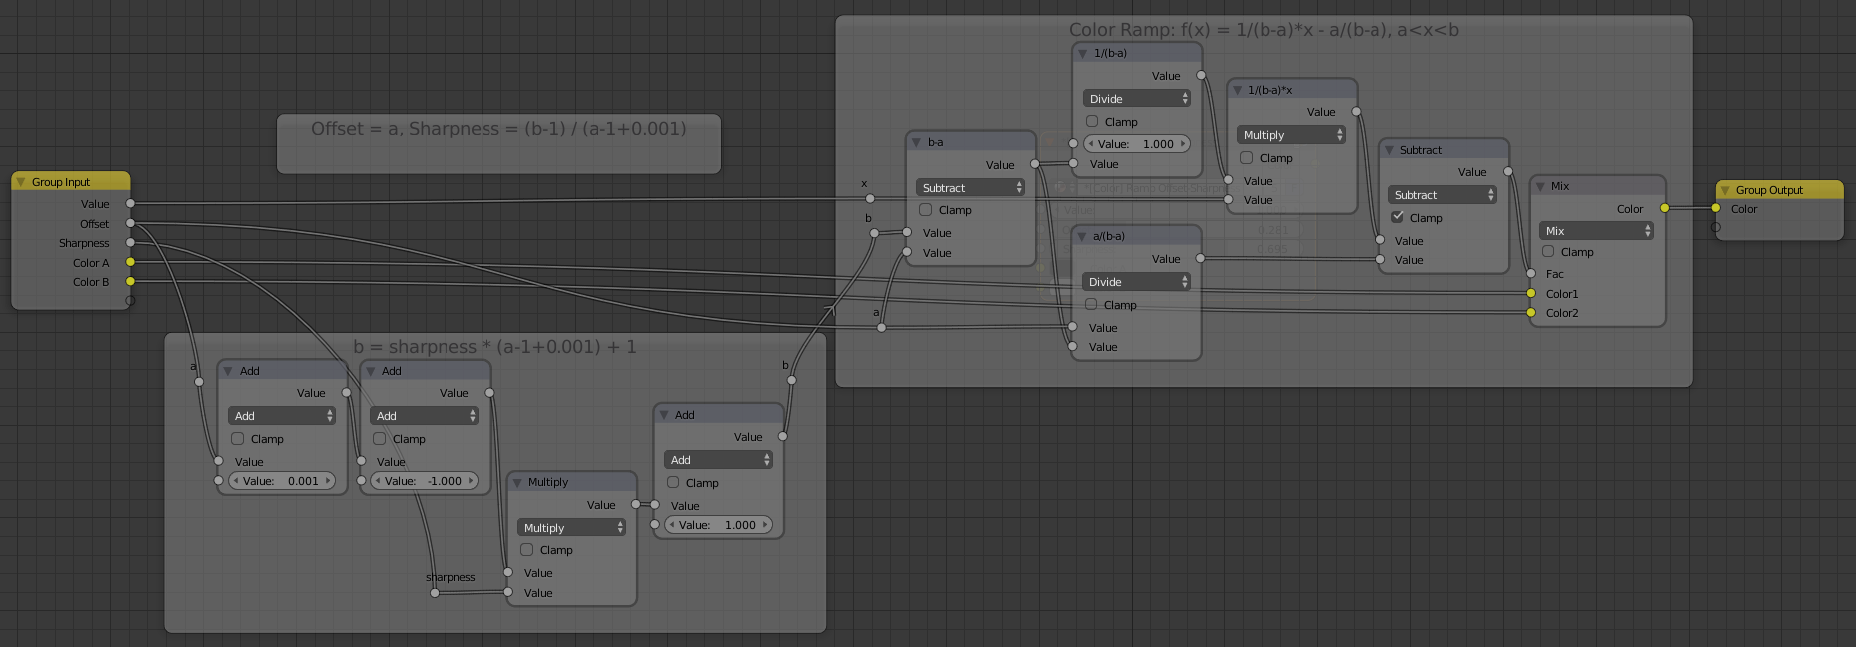 Color Ramp: f(x) = 1/(b-a)*x - a/(b-a), a<x<b
Offset = a, Sharpness = (b-1) / (a-1+0.001)
Group Input
Value
Offset
Sharpness
Color A
Color B
b = sharpness * (a-1+0.001) + 1
a
Add
Value
Add
Clamp
Value
Value: 0.001
Add
Value
Add
Clamp
Value
Value: -1.000
sharpness
Multiply
Value
Multiply
Clamp
Value
Value
Add
Value
Add
Clamp
Value
Value: 1.000
b
x
b
a
b-a
Value
Subtract
Clamp
Value
Value
1/(b-a)
Value
Divide
Clamp
Value: 1.000
Value
a/(b-a)
Value
Divide
Clamp
Value
Value
1/(b-a)*x
Value
Multiply
Clamp
Value
Value
Subtract
Value
Subtract
Clamp
Value
Value
Mix
Color
Mix
Clamp
Fac
Color1
Color2
Group Output
Color